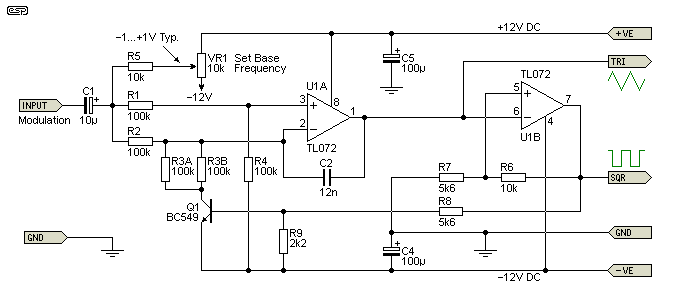 esp
+12V DC
+VE
−1...+1V Typ.
R5
10k
VR1
10k
Set Base
Frequency
−12V
C5
100µ
TRI
C1
10µ
+
INPUT
Modulation
R1
100k
R2
100k
U1A
3
+
8
1
2
−
TL072
TL072
5
+
6
−
7
4
U1B
R3A
100k
R3B
100k
R4
100k
C2
12n
R7
5k6
R6
10k
SQR
R8
5k6
Q1
BC549
R9
2k2
GND
GND
+
C4
100µ
−12V DC
−VE